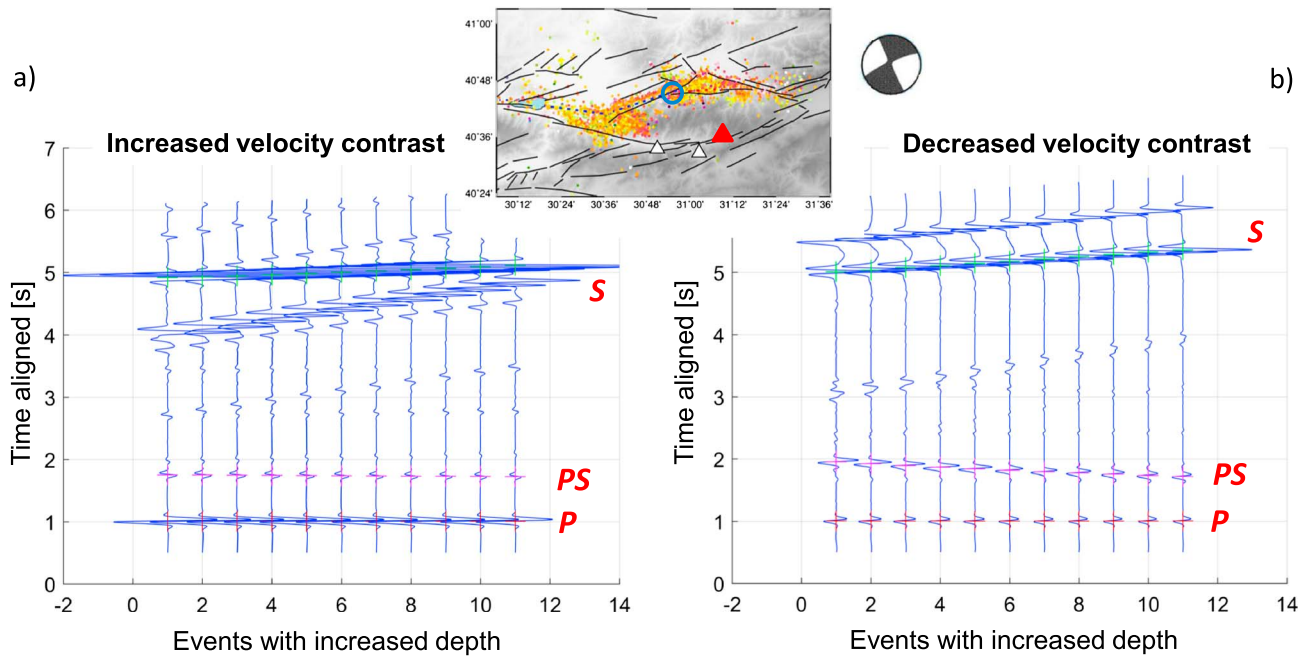 a)
b)
41°00'
40°48'
40°36'
40°24'
30°12' 30°24' 30°36' 30°48' 31°00' 31°12' 31°24' 31°36'
Increased velocity contrast
7
6
5
4
3
2
1
0
-2 0 2 4 6 8 10 12 14
Time aligned [s]
Events with increased depth
S
PS
P
Decreased velocity contrast
5
4
3
2
1
0
-2 0 2 4 6 8 10 12 14
Time aligned [s]
Events with increased depth
S
PS
P